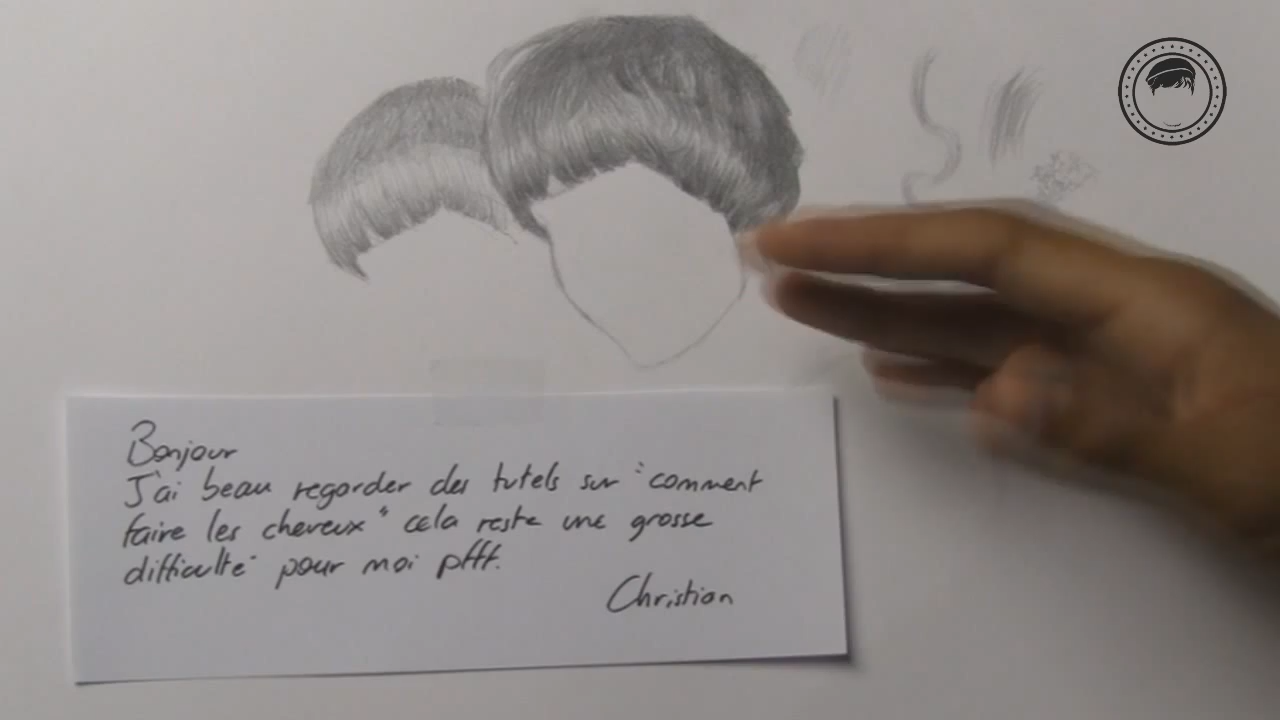 Bonjour
J'ai beau regarder des tutels sur "comment
faire les cheveux" cela reste une grosse
difficulté pour moi pfff.
Christian